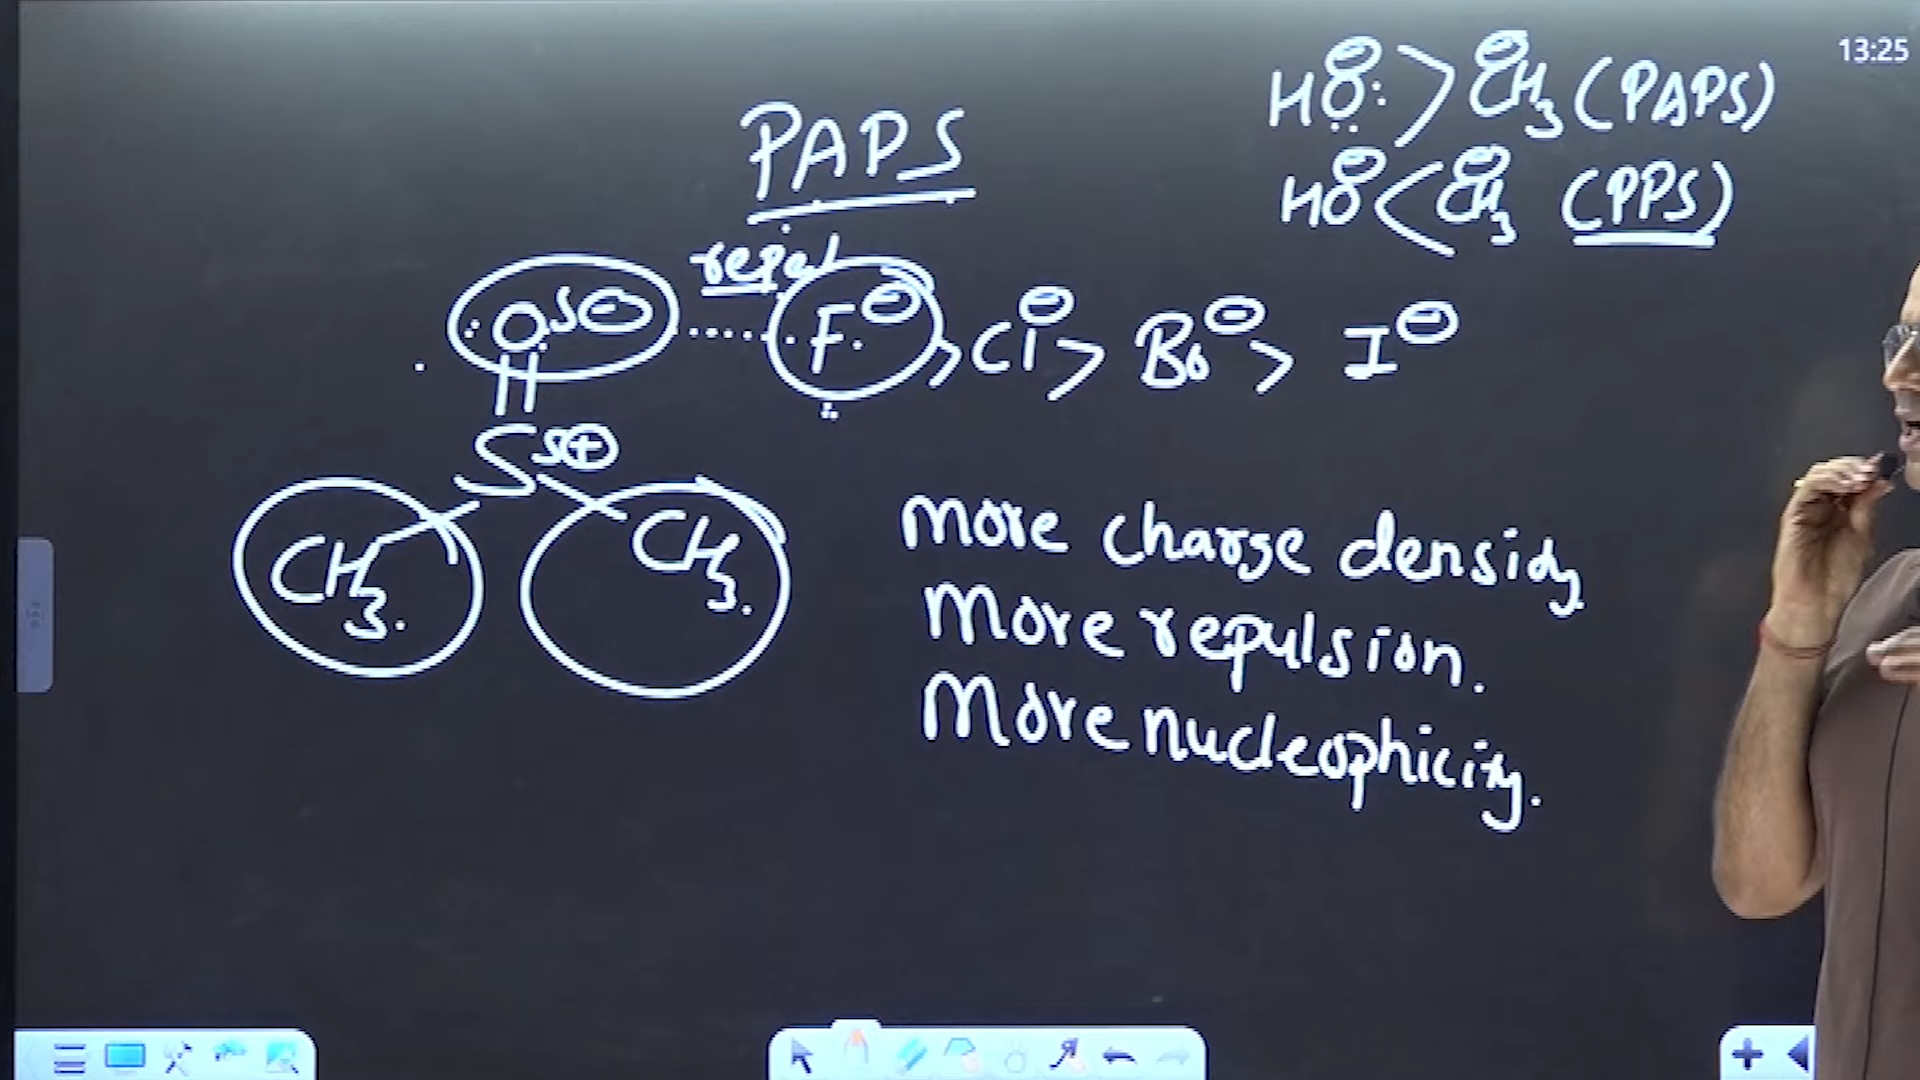 13:25
HO⊖: > ⊖CH3 (PAPS)
HO⊖ < ⊖CH3 (PPS)
PAPS
repel
:O: δ⊖ ...... F⊖ > Cl⊖ > Br⊖ > I⊖
S δ⊕
CH3. CH3.
more charge density
More repulsion.
More nucleophicity.